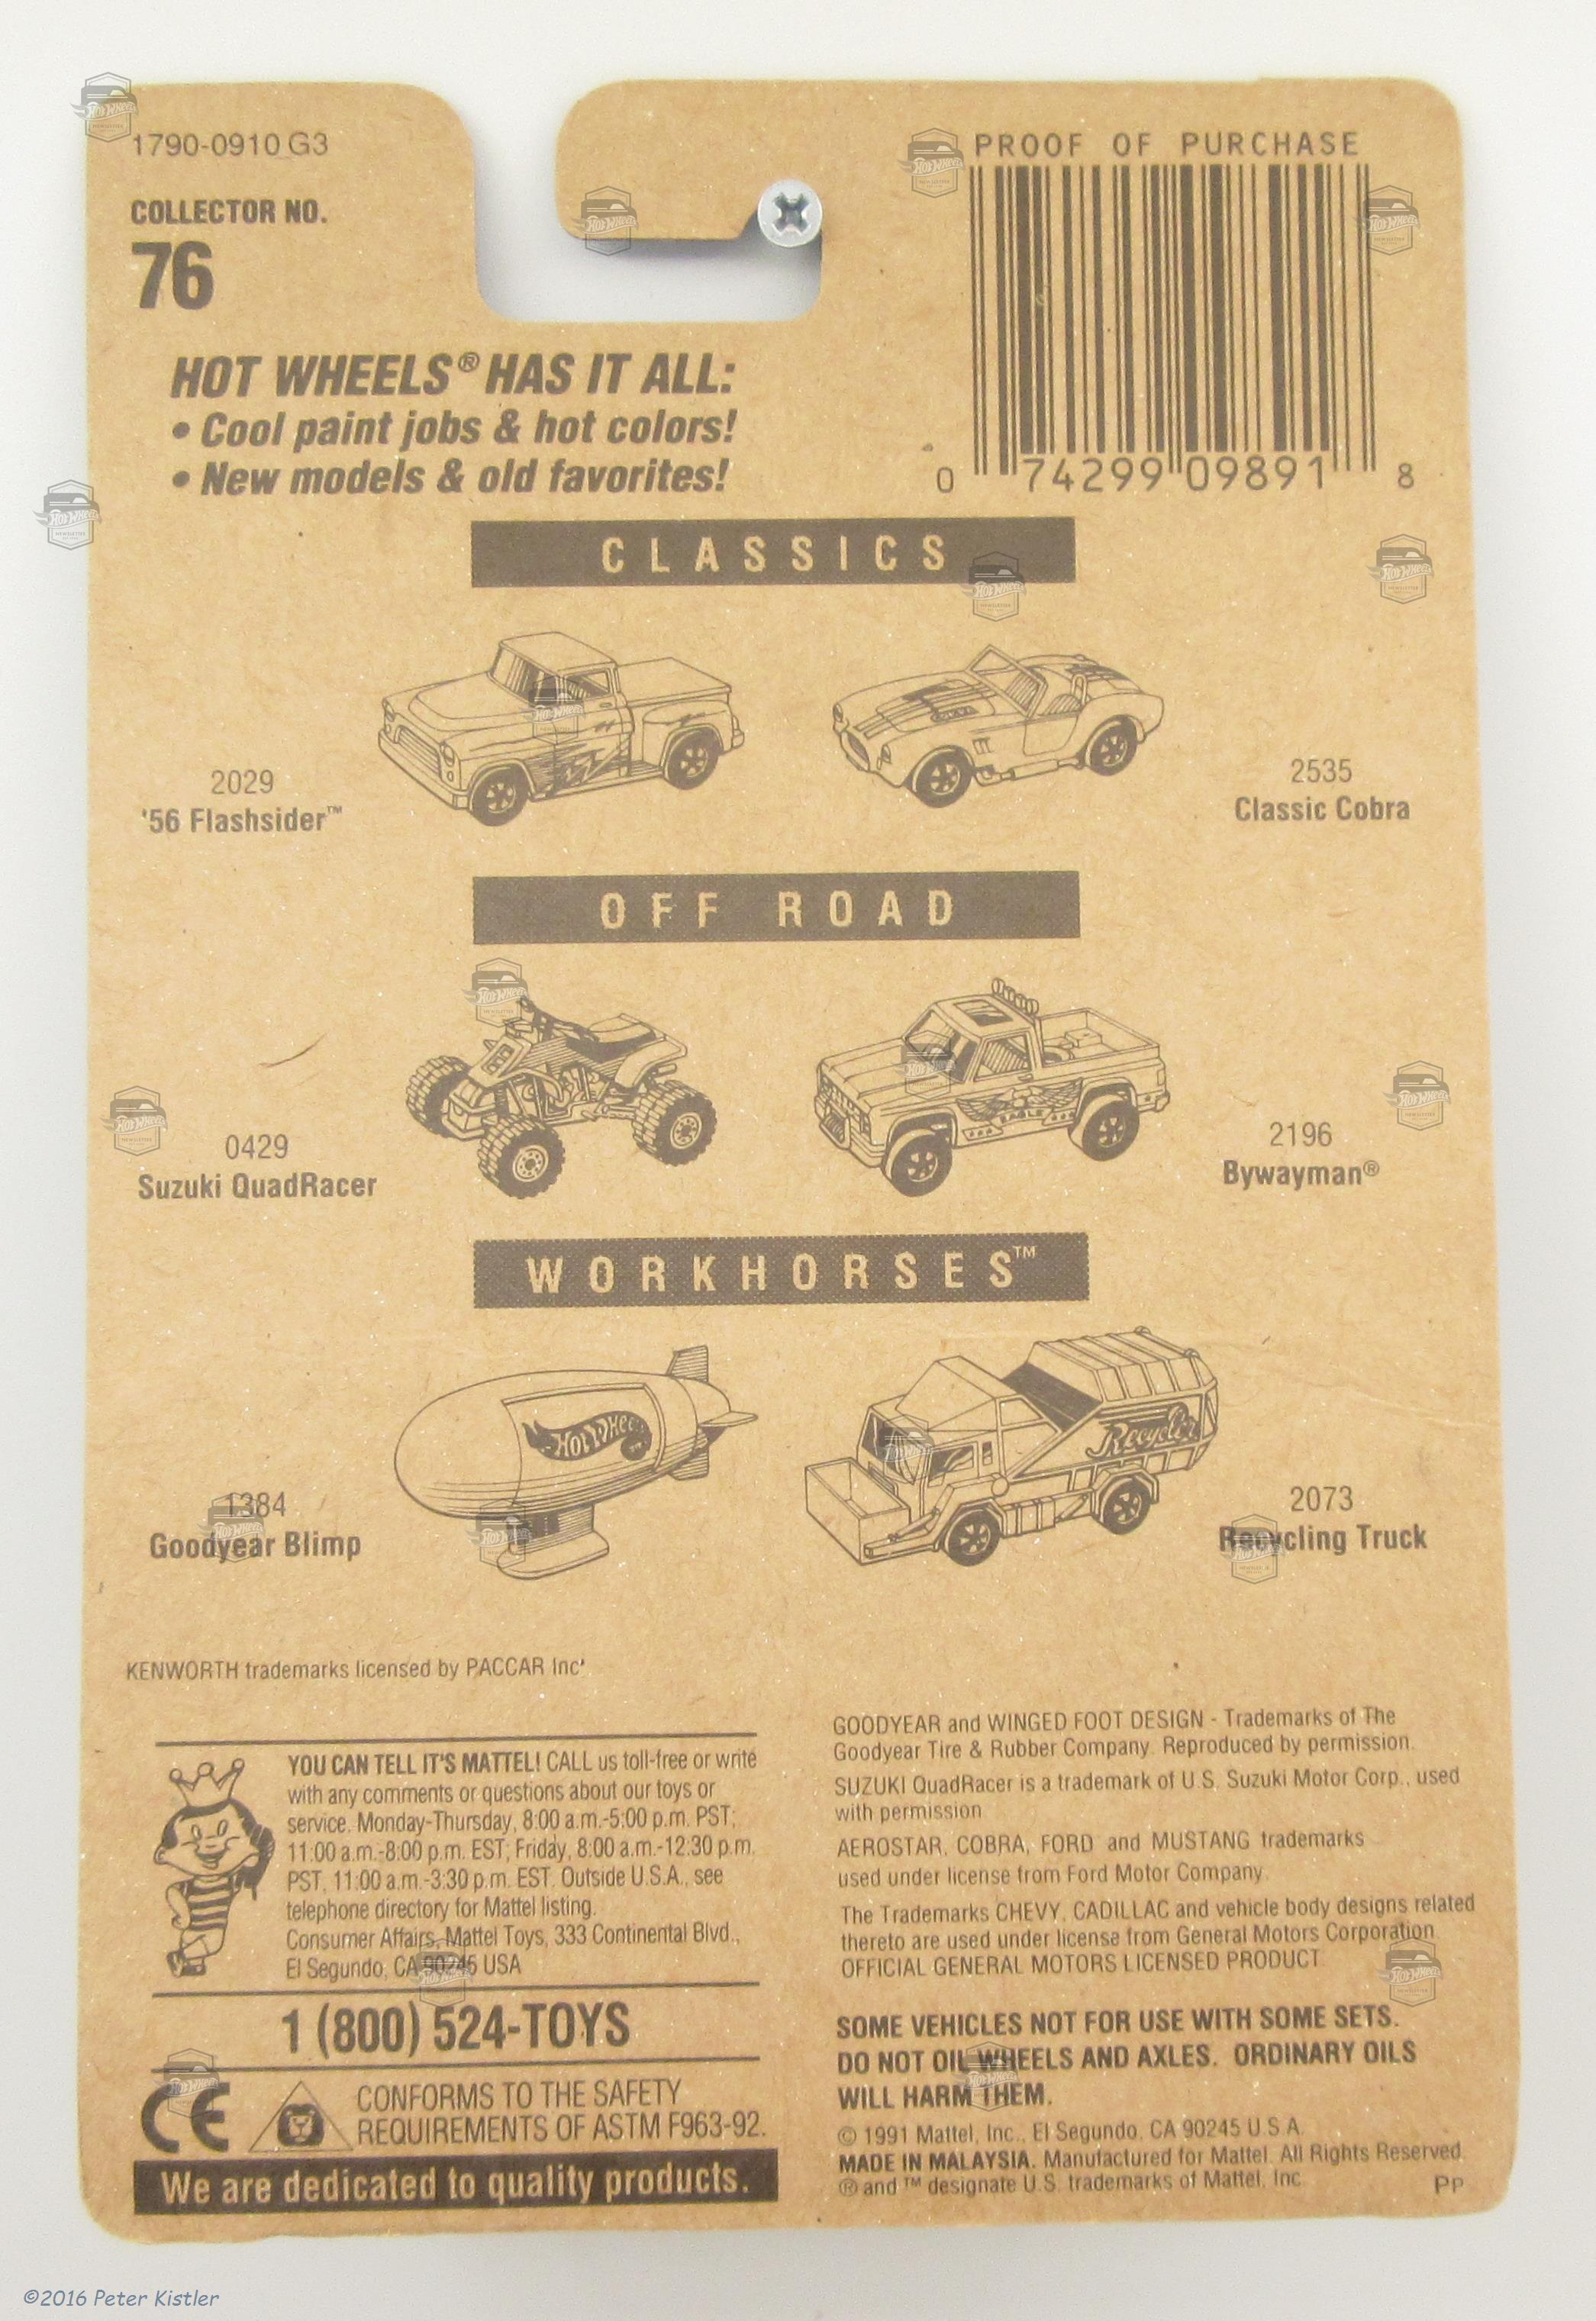 1790-0910 G3
COLLECTOR NO.
76
PROOF OF PURCHASE
0 74299 09891 8
HOT WHEELS® HAS IT ALL:
• Cool paint jobs & hot colors!
• New models & old favorites!
CLASSICS
2029
'56 Flashsider™
2535
Classic Cobra
OFF ROAD
EAGLE
0429
Suzuki QuadRacer
2196
Bywayman®
WORKHORSES™
HOT WHEELS
Recycler
1384
Goodyear Blimp
2073
Recycling Truck
KENWORTH trademarks licensed by PACCAR Inc.
YOU CAN TELL IT'S MATTEL! CALL us toll-free or write
with any comments or questions about our toys or
service. Monday-Thursday, 8:00 a.m.-5:00 p.m. PST;
11:00 a.m.-8:00 p.m. EST; Friday, 8:00 a.m.-12:30 p.m.
PST, 11:00 a.m.-3:30 p.m. EST. Outside U.S.A., see
telephone directory for Mattel listing.
Consumer Affairs, Mattel Toys, 333 Continental Blvd.,
El Segundo, CA 90245 USA
1 (800) 524-TOYS
CE
CONFORMS TO THE SAFETY
REQUIREMENTS OF ASTM F963-92.
We are dedicated to quality products.
GOODYEAR and WINGED FOOT DESIGN - Trademarks of The
Goodyear Tire & Rubber Company. Reproduced by permission.
SUZUKI QuadRacer is a trademark of U.S. Suzuki Motor Corp., used
with permission
AEROSTAR, COBRA, FORD and MUSTANG trademarks
used under license from Ford Motor Company.
The Trademarks CHEVY, CADILLAC and vehicle body designs related
thereto are used under license from General Motors Corporation
OFFICIAL GENERAL MOTORS LICENSED PRODUCT
SOME VEHICLES NOT FOR USE WITH SOME SETS.
DO NOT OIL WHEELS AND AXLES. ORDINARY OILS
WILL HARM THEM.
© 1991 Mattel, Inc., El Segundo, CA 90245 U.S.A.
MADE IN MALAYSIA. Manufactured for Mattel. All Rights Reserved.
® and ™ designate U.S. trademarks of Mattel, Inc.
Pp
©2016 Peter Kistler